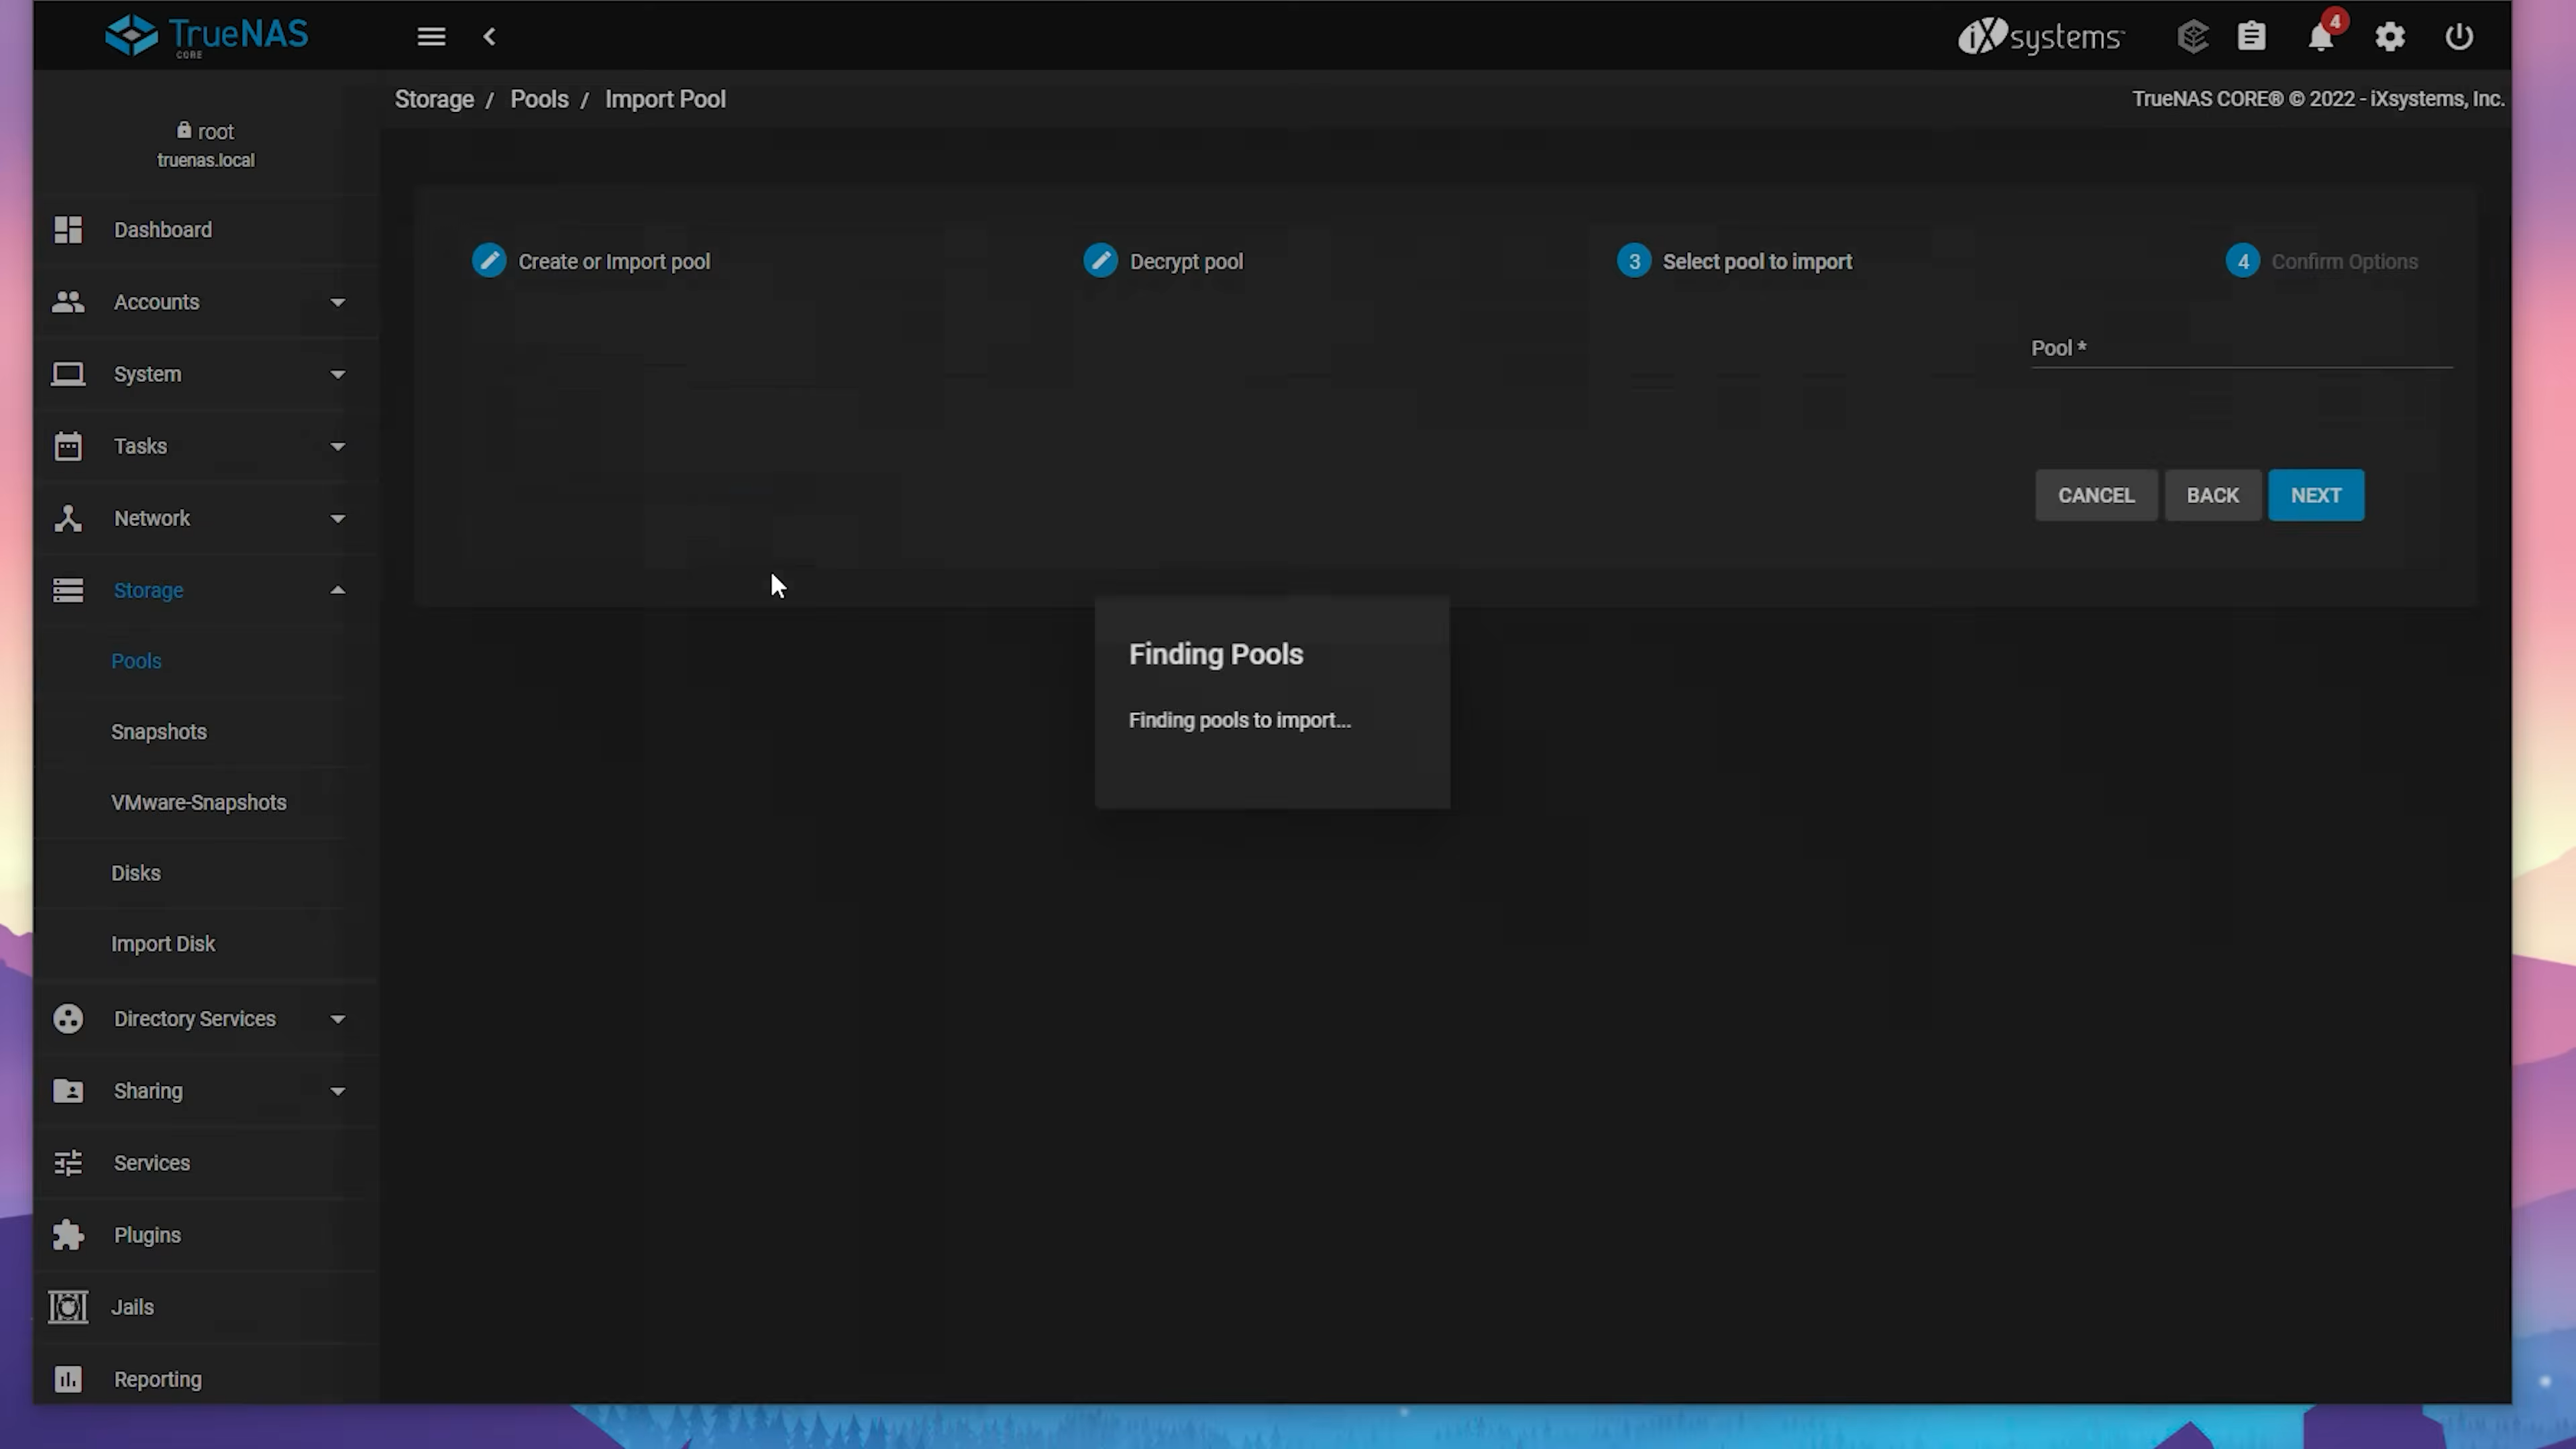 TrueNAS
CORE
iXsystems
4
Storage / Pools / Import Pool
TrueNAS CORE® © 2022 - iXsystems, Inc.
root
truenas.local
Dashboard
Accounts
System
Tasks
Network
Storage
Pools
Snapshots
VMware-Snapshots
Disks
Import Disk
Directory Services
Sharing
Services
Plugins
Jails
Reporting
Create or Import pool
Decrypt pool
3 Select pool to import
4 Confirm Options
Pool *
CANCEL BACK NEXT
Finding Pools
Finding pools to import...